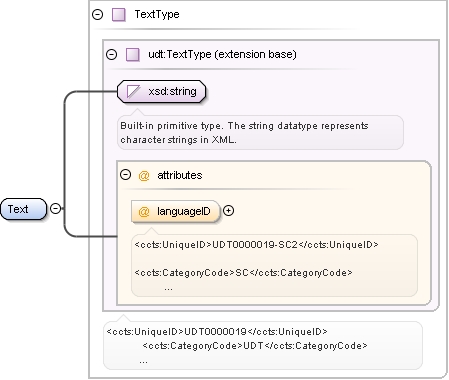 TextType
udt:TextType (extension base)
xsd:string
Built-in primitive type. The string datatype represents
character strings in XML.
@ attributes
Text
@ languageID
<ccts:UniqueID>UDT0000019-SC2</ccts:UniqueID>
<ccts:CategoryCode>SC</ccts:CategoryCode>
...
<ccts:UniqueID>UDT0000019</ccts:UniqueID>
<ccts:CategoryCode>UDT</ccts:CategoryCode>
...